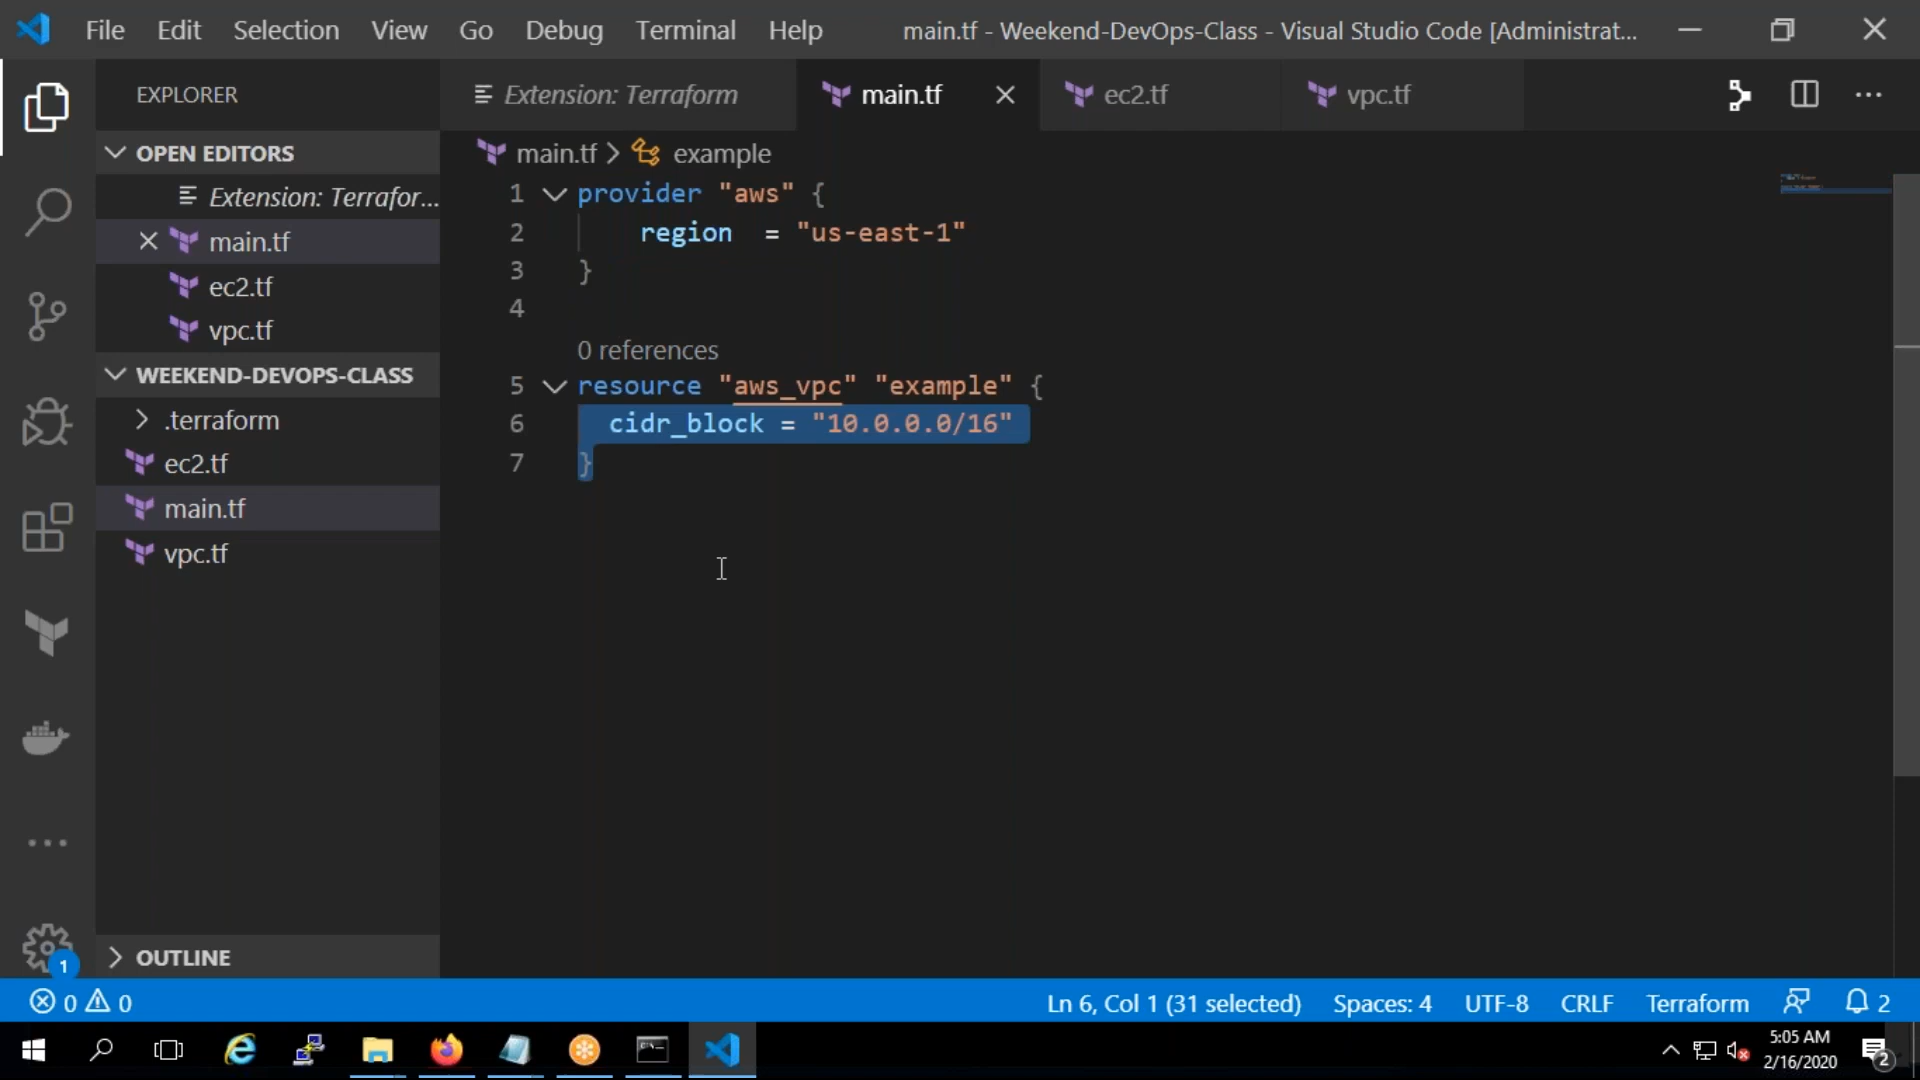 File Edit Selection View Go Debug Terminal Help main.tf - Weekend-DevOps-Class - Visual Studio Code [Administrat...
EXPLORER
OPEN EDITORS
Extension: Terrafor...
main.tf
ec2.tf
vpc.tf
WEEKEND-DEVOPS-CLASS
.terraform
ec2.tf
main.tf
vpc.tf
OUTLINE
Extension: Terraform main.tf ec2.tf vpc.tf
main.tf > example
1 provider "aws" {
2 region = "us-east-1"
3 }
4
0 references
5 resource "aws_vpc" "example" {
6 cidr_block = "10.0.0.0/16"
7 }
1
0 0 Ln 6, Col 1 (31 selected) Spaces: 4 UTF-8 CRLF Terraform 2
5:05 AM
2/16/2020
2